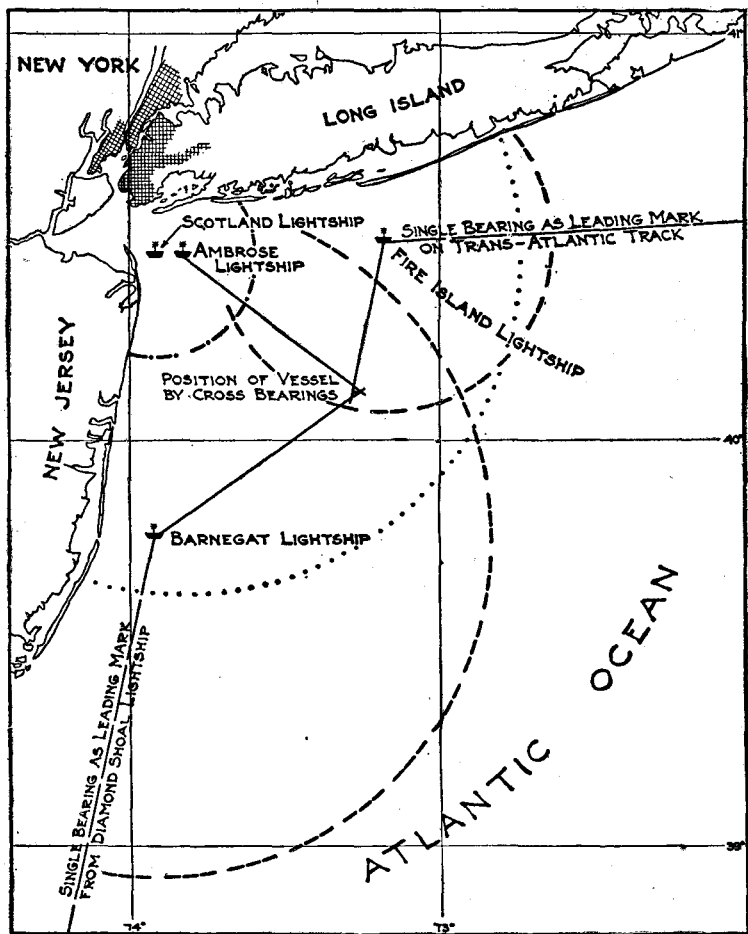 41°
NEW YORK
LONG ISLAND
SCOTLAND LIGHTSHIP
AMBROSE
LIGHTSHIP
SINGLE BEARING AS LEADING MARK
ON TRANS-ATLANTIC TRACK
FIRE ISLAND LIGHTSHIP
POSITION OF VESSEL
BY CROSS BEARINGS
NEW JERSEY
40°
BARNEGAT LIGHTSHIP
OCEAN
ATLANTIC
SINGLE BEARING AS LEADING MARK
FROM DIAMOND SHOAL LIGHTSHIP
39°
74°
73°